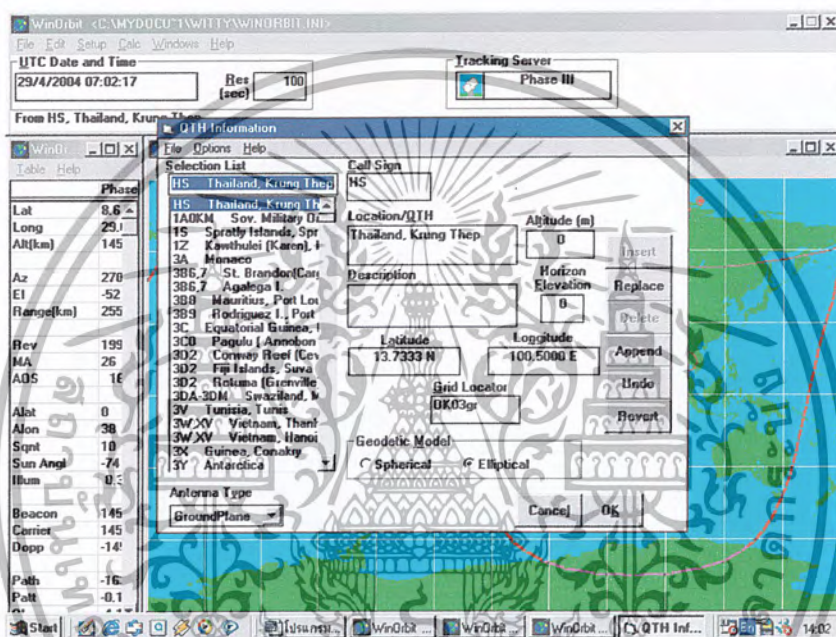 WinOrbit <C:\MYDOCU~1\WITTY\WINORBIT.INI>
File Edit Setup Calc Windows Help
UTC Date and Time
29/4/2004 07:02:17
Res (sec)
100
Tracking Server
Phase III
From HS, Thailand, Krung Thep
WinOr
Table Help
Phase
Lat 8.6
Long 29.
Alt(km) 145
Az 270
El -52
Range(km) 255
Rev 199
MA 26
AOS 16
Alat 0
Alon 38
Sqnt 10
Sun Angl -74
Illum 0.3
Beacon 145
Carrier 145
Dopp -14
Path -16
Patt -0.1
QTH Information
File Options Help
Selection List
HS Thailand, Krung Thep
HS Thailand, Krung Th
1A0KM Sov. Military Or
1S Spratly Islands, Spr
1Z Kawthulei (Karen),
3A Monaco
3B6,7 St. Brandon(Car
3B6,7 Agalega I.
3B8 Mauritius, Port Lou
3B9 Rodriguez I., Port
3C Equatorial Guinea,
3C0 Pagulu [Annobon
3D2 Conway Reef (Cev
3D2 Fiji Islands, Suva
3D2 Rotuma (Grenville
3DA-3DM Swaziland, M
3V Tunisia, Tunis
3W,XV Vietnam, Thanh
3W,XV Vietnam, Hanoi
3X Guinea, Conakry
3Y Antarctica
Antenna Type
GroundPlane
Call Sign
HS
Location/QTH
Thailand, Krung Thep
Altitude (m)
0
Description
Horizon Elevation
0
Latitude
13.7333 N
Longitude
100.5000 E
Grid Locator
OK03gr
Geodetic Model
Spherical Elliptical
Insert
Replace
Delete
Append
Undo
Revert
Cancel OK
Start
โปรแกรม...
WinOrbit ...
WinOrbit ...
WinOrbit ...
QTH Inf...
En
14:02